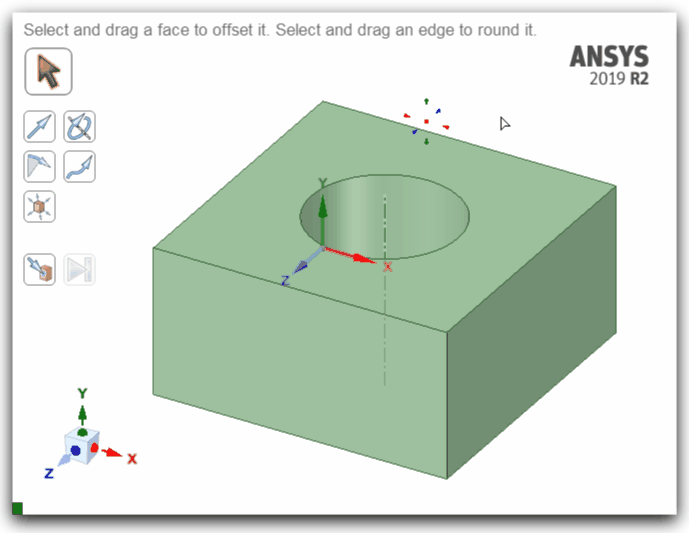 Select and drag a face to offset it. Select and drag an edge to round it.
ANSYS
2019 R2
Y
X
Z
Y
X
Z